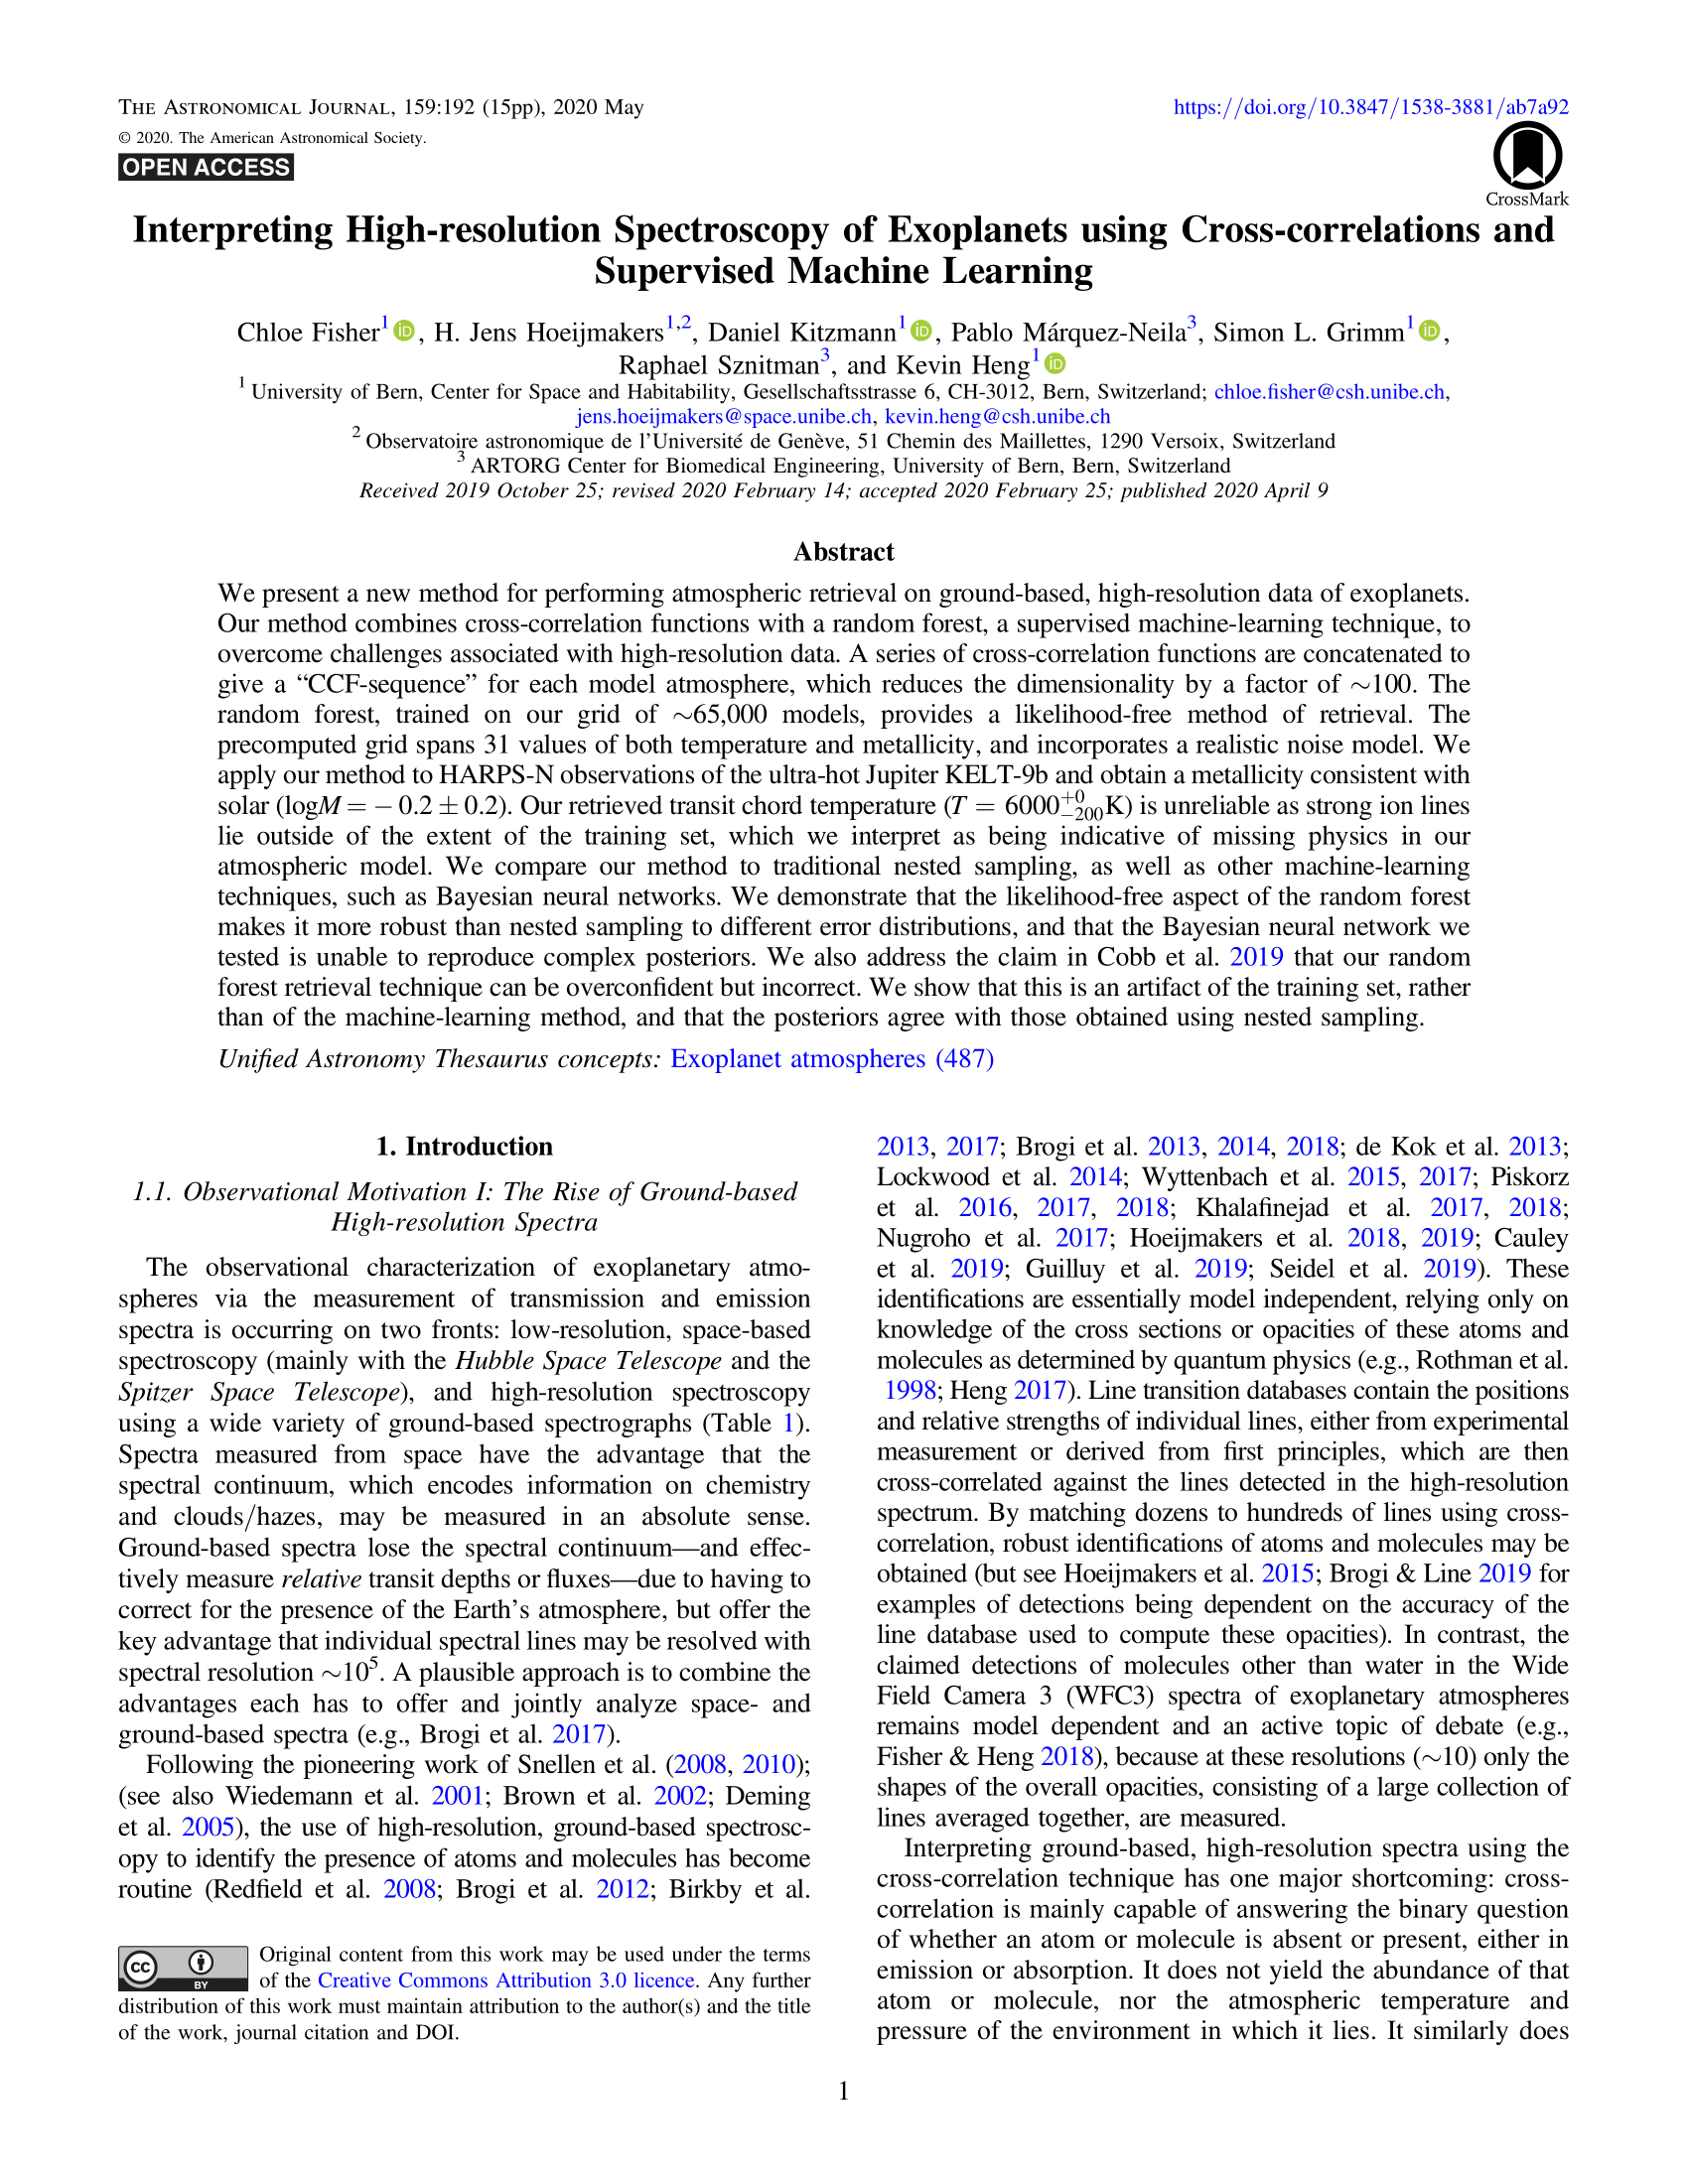 THE ASTRONOMICAL JOURNAL, 159:192 (15pp), 2020 May
https://doi.org/10.3847/1538-3881/ab7a92
© 2020. The American Astronomical Society.
OPEN ACCESS
CrossMark
Interpreting High-resolution Spectroscopy of Exoplanets using Cross-correlations and
Supervised Machine Learning
Chloe Fisher1 iD, H. Jens Hoeijmakers1,2, Daniel Kitzmann1 iD, Pablo Márquez-Neila3, Simon L. Grimm1 iD,
Raphael Sznitman3, and Kevin Heng1 iD
1 University of Bern, Center for Space and Habitability, Gesellschaftsstrasse 6, CH-3012, Bern, Switzerland; chloe.fisher@csh.unibe.ch,
jens.hoeijmakers@space.unibe.ch, kevin.heng@csh.unibe.ch
2 Observatoire astronomique de l'Université de Genève, 51 Chemin des Maillettes, 1290 Versoix, Switzerland
3 ARTORG Center for Biomedical Engineering, University of Bern, Bern, Switzerland
Received 2019 October 25; revised 2020 February 14; accepted 2020 February 25; published 2020 April 9
Abstract
We present a new method for performing atmospheric retrieval on ground-based, high-resolution data of exoplanets.
Our method combines cross-correlation functions with a random forest, a supervised machine-learning technique, to
overcome challenges associated with high-resolution data. A series of cross-correlation functions are concatenated to
give a “CCF-sequence” for each model atmosphere, which reduces the dimensionality by a factor of ∼100. The
random forest, trained on our grid of ∼65,000 models, provides a likelihood-free method of retrieval. The
precomputed grid spans 31 values of both temperature and metallicity, and incorporates a realistic noise model. We
apply our method to HARPS-N observations of the ultra-hot Jupiter KELT-9b and obtain a metallicity consistent with
solar (logM = − 0.2 ± 0.2). Our retrieved transit chord temperature (T = 6000+0−200K) is unreliable as strong ion lines
lie outside of the extent of the training set, which we interpret as being indicative of missing physics in our
atmospheric model. We compare our method to traditional nested sampling, as well as other machine-learning
techniques, such as Bayesian neural networks. We demonstrate that the likelihood-free aspect of the random forest
makes it more robust than nested sampling to different error distributions, and that the Bayesian neural network we
tested is unable to reproduce complex posteriors. We also address the claim in Cobb et al. 2019 that our random
forest retrieval technique can be overconfident but incorrect. We show that this is an artifact of the training set, rather
than of the machine-learning method, and that the posteriors agree with those obtained using nested sampling.
Unified Astronomy Thesaurus concepts: Exoplanet atmospheres (487)
1. Introduction
1.1. Observational Motivation I: The Rise of Ground-based
High-resolution Spectra
The observational characterization of exoplanetary atmo-
spheres via the measurement of transmission and emission
spectra is occurring on two fronts: low-resolution, space-based
spectroscopy (mainly with the Hubble Space Telescope and the
Spitzer Space Telescope), and high-resolution spectroscopy
using a wide variety of ground-based spectrographs (Table 1).
Spectra measured from space have the advantage that the
spectral continuum, which encodes information on chemistry
and clouds/hazes, may be measured in an absolute sense.
Ground-based spectra lose the spectral continuum—and effec-
tively measure relative transit depths or fluxes—due to having to
correct for the presence of the Earth's atmosphere, but offer the
key advantage that individual spectral lines may be resolved with
spectral resolution ∼10⁵. A plausible approach is to combine the
advantages each has to offer and jointly analyze space- and
ground-based spectra (e.g., Brogi et al. 2017).
Following the pioneering work of Snellen et al. (2008, 2010);
(see also Wiedemann et al. 2001; Brown et al. 2002; Deming
et al. 2005), the use of high-resolution, ground-based spectrosc-
opy to identify the presence of atoms and molecules has become
routine (Redfield et al. 2008; Brogi et al. 2012; Birkby et al.
cc BY
Original content from this work may be used under the terms
of the Creative Commons Attribution 3.0 licence. Any further
distribution of this work must maintain attribution to the author(s) and the title
of the work, journal citation and DOI.
2013, 2017; Brogi et al. 2013, 2014, 2018; de Kok et al. 2013;
Lockwood et al. 2014; Wyttenbach et al. 2015, 2017; Piskorz
et al. 2016, 2017, 2018; Khalafinejad et al. 2017, 2018;
Nugroho et al. 2017; Hoeijmakers et al. 2018, 2019; Cauley
et al. 2019; Guilluy et al. 2019; Seidel et al. 2019). These
identifications are essentially model independent, relying only on
knowledge of the cross sections or opacities of these atoms and
molecules as determined by quantum physics (e.g., Rothman et al.
1998; Heng 2017). Line transition databases contain the positions
and relative strengths of individual lines, either from experimental
measurement or derived from first principles, which are then
cross-correlated against the lines detected in the high-resolution
spectrum. By matching dozens to hundreds of lines using cross-
correlation, robust identifications of atoms and molecules may be
obtained (but see Hoeijmakers et al. 2015; Brogi & Line 2019 for
examples of detections being dependent on the accuracy of the
line database used to compute these opacities). In contrast, the
claimed detections of molecules other than water in the Wide
Field Camera 3 (WFC3) spectra of exoplanetary atmospheres
remains model dependent and an active topic of debate (e.g.,
Fisher & Heng 2018), because at these resolutions (∼10) only the
shapes of the overall opacities, consisting of a large collection of
lines averaged together, are measured.
Interpreting ground-based, high-resolution spectra using the
cross-correlation technique has one major shortcoming: cross-
correlation is mainly capable of answering the binary question
of whether an atom or molecule is absent or present, either in
emission or absorption. It does not yield the abundance of that
atom or molecule, nor the atmospheric temperature and
pressure of the environment in which it lies. It similarly does
1